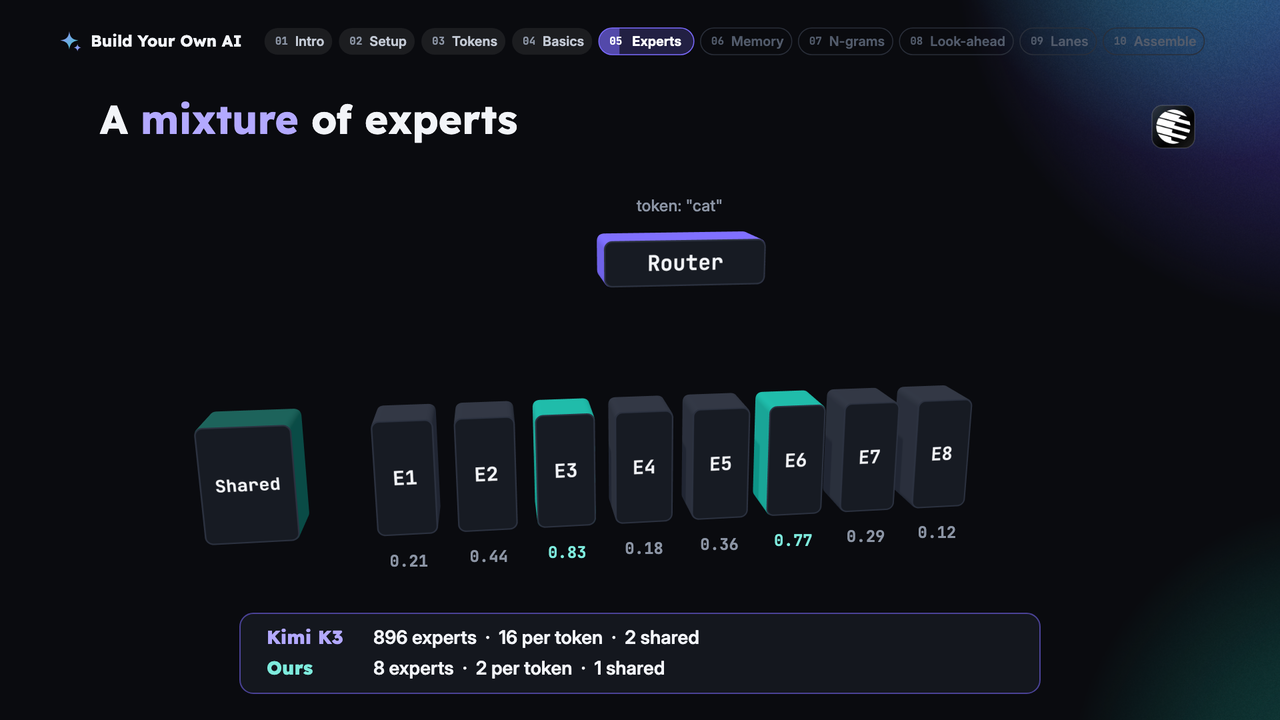 Build Your Own AI
01 Intro
02 Setup
03 Tokens
04 Basics
05 Experts
06 Memory
07 N-grams
08 Look-ahead
09 Lanes
10 Assemble
A mixture of experts
token: "cat"
Router
Shared
E1
E2
E3
E4
E5
E6
E7
E8
0.21
0.44
0.83
0.18
0.36
0.77
0.29
0.12
Kimi K3 896 experts · 16 per token · 2 shared
Ours 8 experts · 2 per token · 1 shared